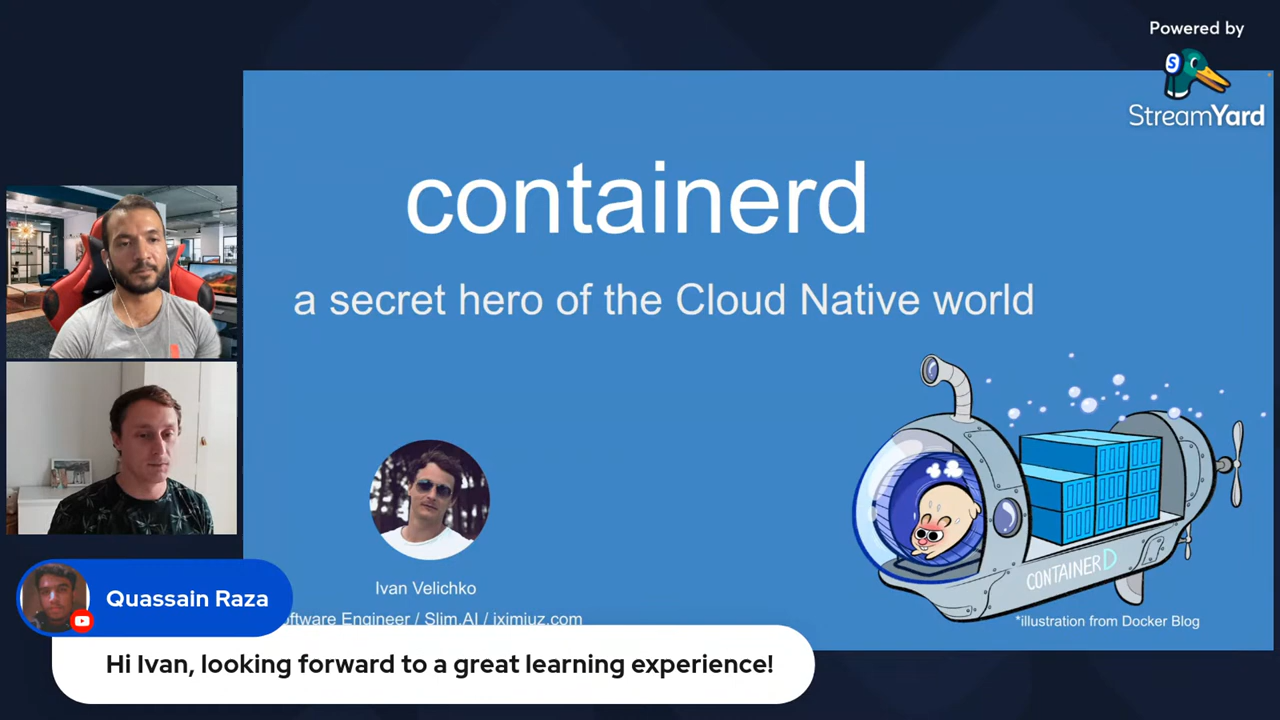 Powered by
StreamYard
containerd
a secret hero of the Cloud Native world
CONTAINERD
Ivan Velichko
Engineer / Slim.AI / iximiuz.com
*illustration from Docker Blog
Quassain Raza
Hi Ivan, looking forward to a great learning experience!